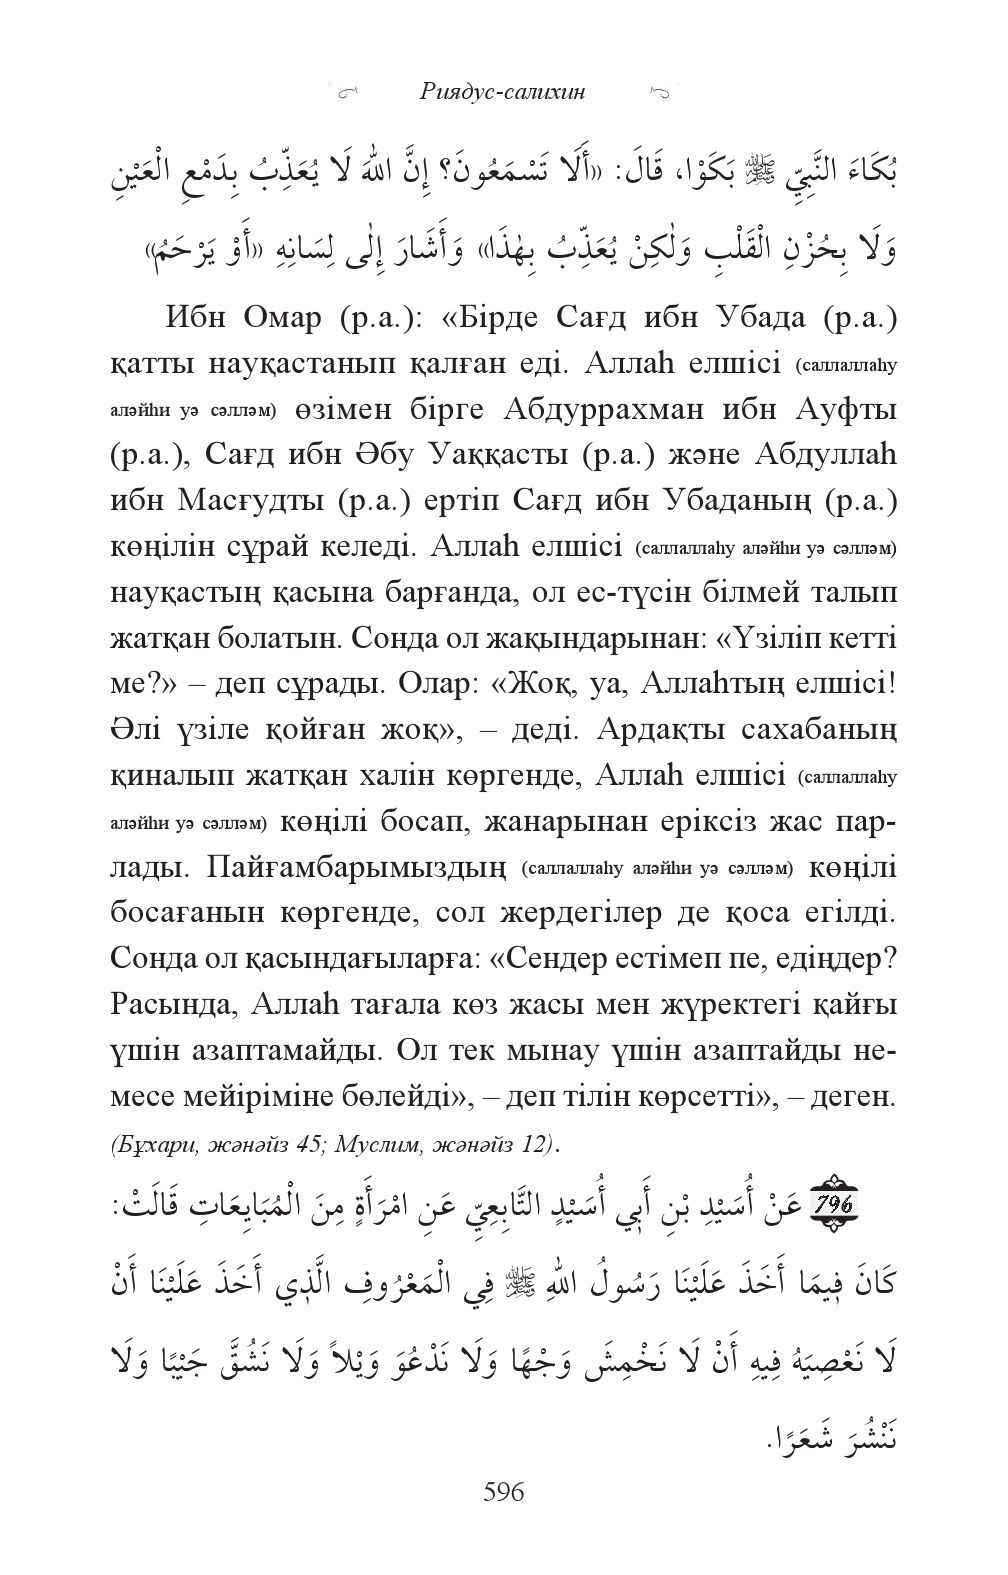 Риядус-салихин
بُكَاءَ النَّبِيِّ ﷺ بَكَوْا، قَالَ: «أَلَا تَسْمَعُونَ؟ إِنَّ اللهَ لَا يُعَذِّبُ بِدَمْعِ الْعَيْنِ
وَلَا بِحُزْنِ الْقَلْبِ وَلٰكِنْ يُعَذِّبُ بِهٰذَا» وَأَشَارَ إِلٰى لِسَانِهِ «أَوْ يَرْحَمُ»
Ибн Омар (р.а.): «Бірде Сағд ибн Убада (р.а.)
қатты науқастанып қалған еді. Аллаһ елшісі (саллаллаһу
аләйһи уә сәлләм) өзімен бірге Абдуррахман ибн Ауфты
(р.а.), Сағд ибн Әбу Уаққасты (р.а.) және Абдуллаһ
ибн Масғудты (р.а.) ертіп Сағд ибн Убаданың (р.а.)
көңілін сұрай келеді. Аллаһ елшісі (саллаллаһу аләйһи уә сәлләм)
науқастың қасына барғанда, ол ес-түсін білмей талып
жатқан болатын. Сонда ол жақындарынан: «Үзіліп кетті
ме?» – деп сұрады. Олар: «Жоқ, уа, Аллаһтың елшісі!
Әлі үзіле қойған жоқ», – деді. Ардақты сахабаның
қиналып жатқан халін көргенде, Аллаһ елшісі (саллаллаһу
аләйһи уә сәлләм) көңілі босап, жанарынан еріксіз жас пар-
лады. Пайғамбарымыздың (саллаллаһу аләйһи уә сәлләм) көңілі
босағанын көргенде, сол жердегілер де қоса егілді.
Сонда ол қасындағыларға: «Сендер естімеп пе, едіңдер?
Расында, Аллаһ тағала көз жасы мен жүректегі қайғы
үшін азаптамайды. Ол тек мынау үшін азаптайды не-
месе мейіріміне бөлейді», – деп тілін көрсетті», – деген.
(Бұхари, жәнәйз 45; Муслим, жәнәйз 12).
796 عَنْ أُسَيْدِ بْنِ أَبِي أُسَيْدٍ التَّابِعِيِّ عَنِ امْرَأَةٍ مِنَ الْمُبَايِعَاتِ قَالَتْ:
كَانَ فِيمَا أَخَذَ عَلَيْنَا رَسُولُ اللهِ ﷺ فِي الْمَعْرُوفِ الَّذِي أَخَذَ عَلَيْنَا أَنْ
لَا نَعْصِيَهُ فِيهِ أَنْ لَا نَخْمِشَ وَجْهًا وَلَا نَدْعُوَ وَيْلاً وَلَا نَشُقَّ جَيْبًا وَلَا
نَنْشُرَ شَعَرًا.
596